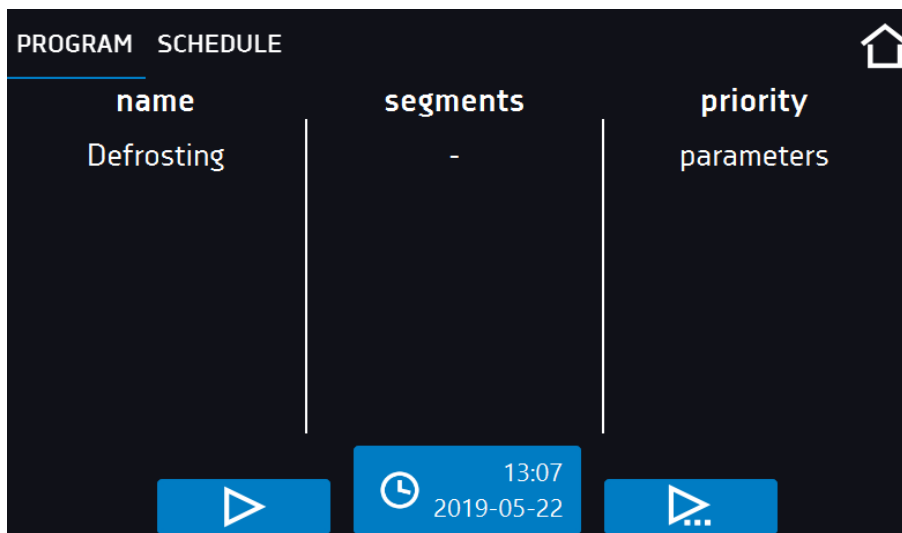 PROGRAM SCHEDULE
name segments priority
Defrosting - parameters
13:07
2019-05-22